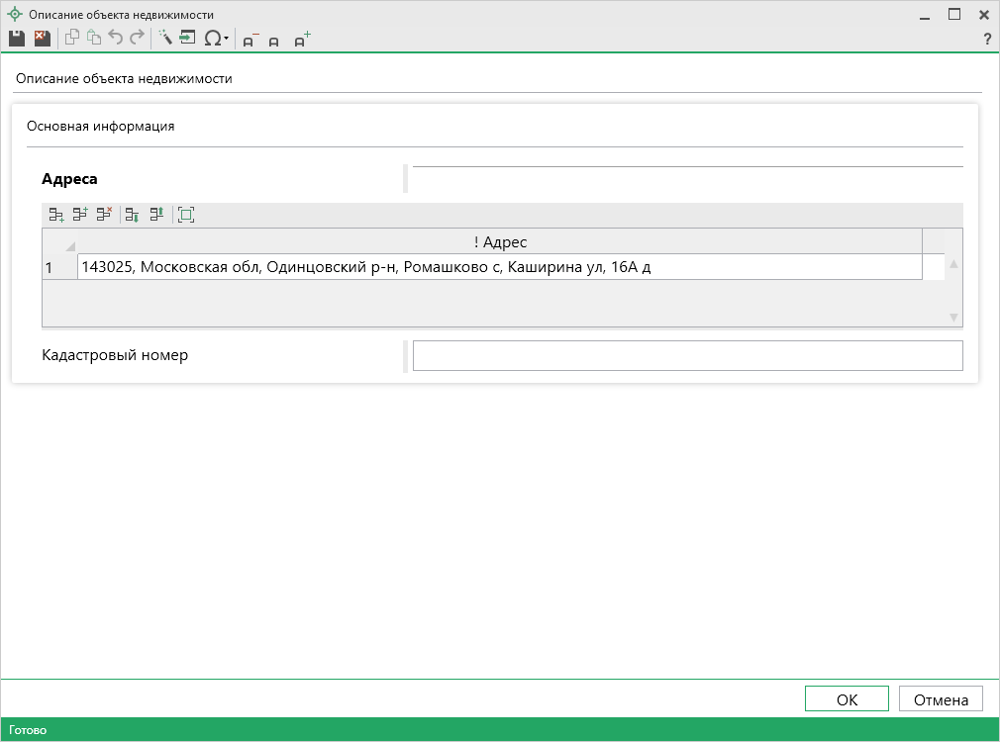 Описание объекта недвижимости
?
Описание объекта недвижимости
Основная информация
Адреса
! Адрес
1 143025, Московская обл, Одинцовский р-н, Ромашково с, Каширина ул, 16А д
Кадастровый номер
ОК Отмена
Готово